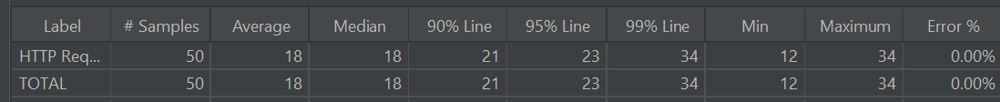 Label # Samples Average Median 90% Line 95% Line 99% Line Min Maximum Error %
HTTP Req... 50 18 18 21 23 34 12 34 0.00%
TOTAL 50 18 18 21 23 34 12 34 0.00%